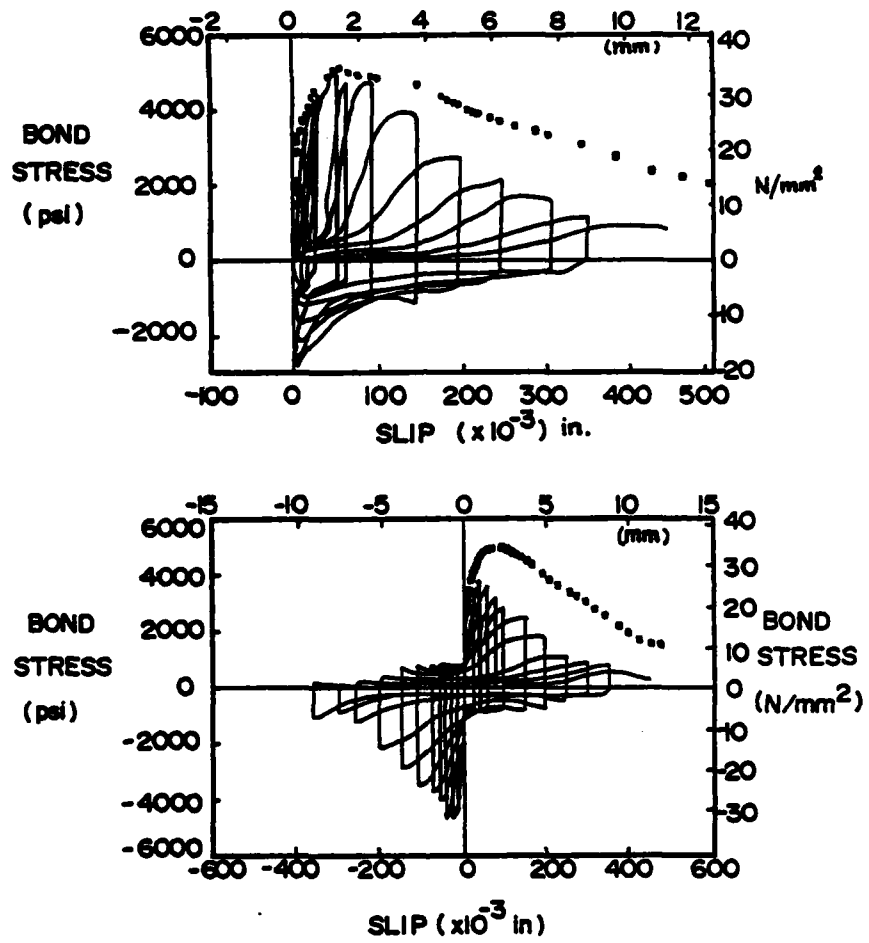 -2 0 2 4 6 8 10 12
(mm)
6000
4000
2000
0
-2000
BOND
STRESS
(psi)
40
30
20
10
0
-10
-20
N/mm²
-100 0 100 200 300 400 500
SLIP (x10⁻³) in.
-15 -10 -5 0 5 10 15
(mm)
6000
4000
2000
0
-2000
-4000
-6000
BOND
STRESS
(psi)
40
30
20
10
0
-10
-20
-30
BOND
STRESS
(N/mm²)
-600 -400 -200 0 200 400 600
SLIP (x10⁻³ in)